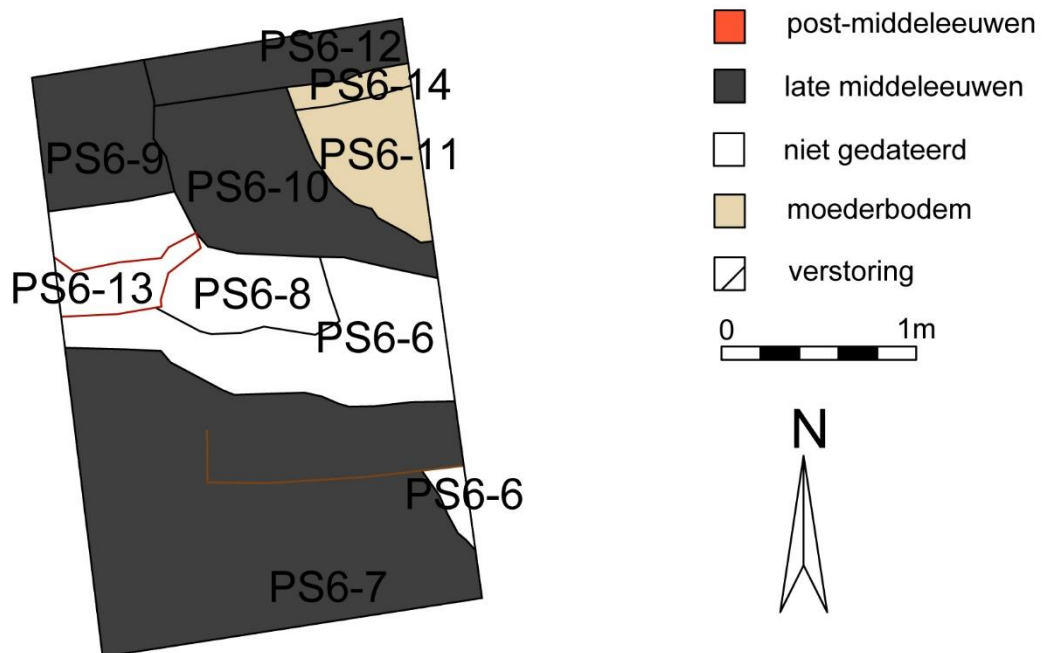 PS6-12
PS6-14
PS6-9
PS6-11
PS6-10
PS6-13
PS6-8
PS6-6
PS6-6
PS6-7
post-middeleeuwen
late middeleeuwen
niet gedateerd
moederbodem
verstoring
0 1m
N